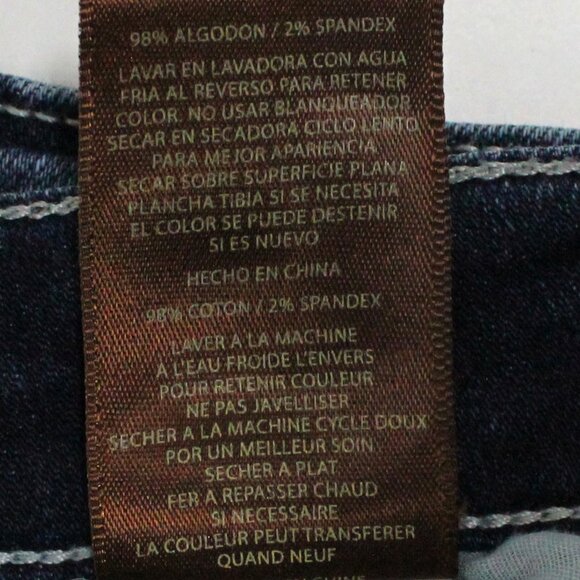 98% ALGODON / 2% SPANDEX
LAVAR EN LAVADORA CON AGUA
FRIA AL REVERSO PARA RETENER
COLOR. NO USAR BLANQUEADOR
SECAR EN SECADORA CICLO LENTO
PARA MEJOR APARIENCIA
SECAR SOBRE SUPERFICIE PLANA
PLANCHA TIBIA SI SE NECESITA
EL COLOR SE PUEDE DESTENIR
SI ES NUEVO
HECHO EN CHINA
98% COTON / 2% SPANDEX
LAVER A LA MACHINE
À L'EAU FROIDE L'ENVERS
POUR RETENIR COULEUR
NE PAS JAVELLISER
SECHER A LA MACHINE CYCLE DOUX
POR UN MEILLEUR SOIN
SECHER A PLAT
FER A REPASSER CHAUD
SI NECESSAIRE
LA COULEUR PEUT TRANSFERER
QUAND NEUF